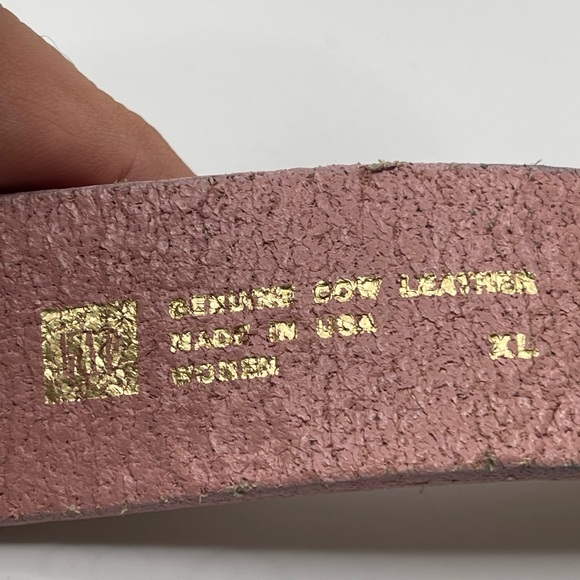 GENUINE COW LEATHER
MADE IN USA
WOMEN
XL